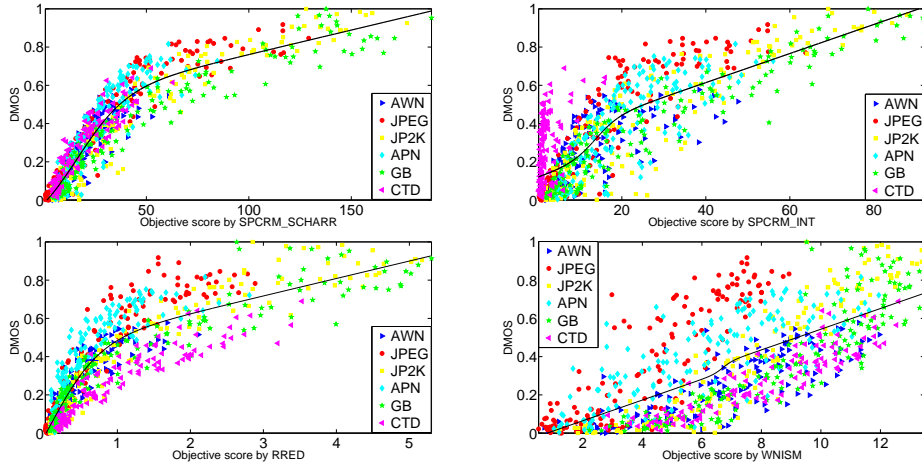 1
0.8
0.6
0.4
0.2
0
DMOS
50 100 150
Objective score by SPCRM_SCHARR
AWN
JPEG
JP2K
APN
GB
CTD
1
0.8
0.6
0.4
0.2
0
DMOS
20 40 60 80
Objective score by SPCRM_INT
AWN
JPEG
JP2K
APN
GB
CTD
1
0.8
0.6
0.4
0.2
0
DMOS
1 2 3 4 5
Objective score by RRED
AWN
JPEG
JP2K
APN
GB
CTD
1
0.8
0.6
0.4
0.2
0
DMOS
2 4 6 8 10 12
Objective score by WNISM
AWN
JPEG
JP2K
APN
GB
CTD